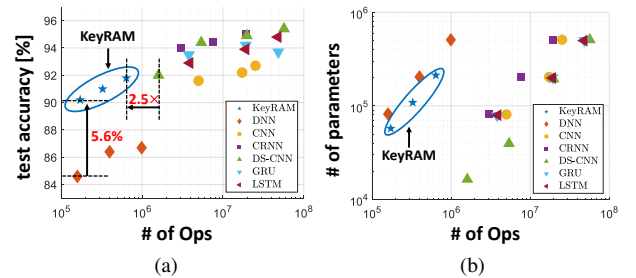 KeyRAM
2.5×
5.6%
test accuracy [%]
96
94
92
90
88
86
84
10^5
10^6
10^7
10^8
# of Ops
KeyRAM
DNN
CNN
CRNN
DS-CNN
GRU
LSTM
(a)
# of parameters
10^6
10^5
10^4
KeyRAM
10^5
10^6
10^7
10^8
# of Ops
KeyRAM
DNN
CNN
CRNN
DS-CNN
GRU
LSTM
(b)